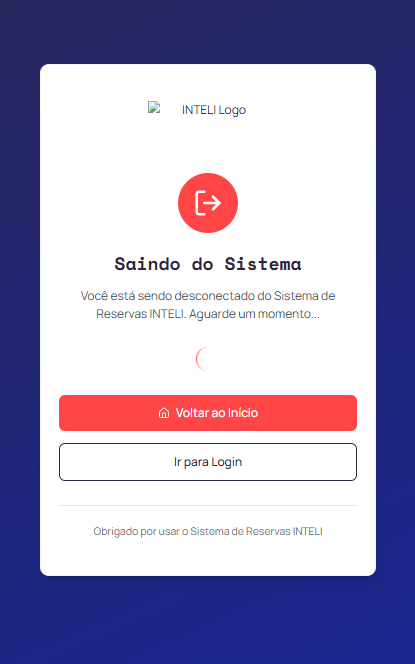 INTELI Logo
Saindo do Sistema
Você está sendo desconectado do Sistema de
Reservas INTELI. Aguarde um momento...
Voltar ao Início
Ir para Login
Obrigado por usar o Sistema de Reservas INTELI